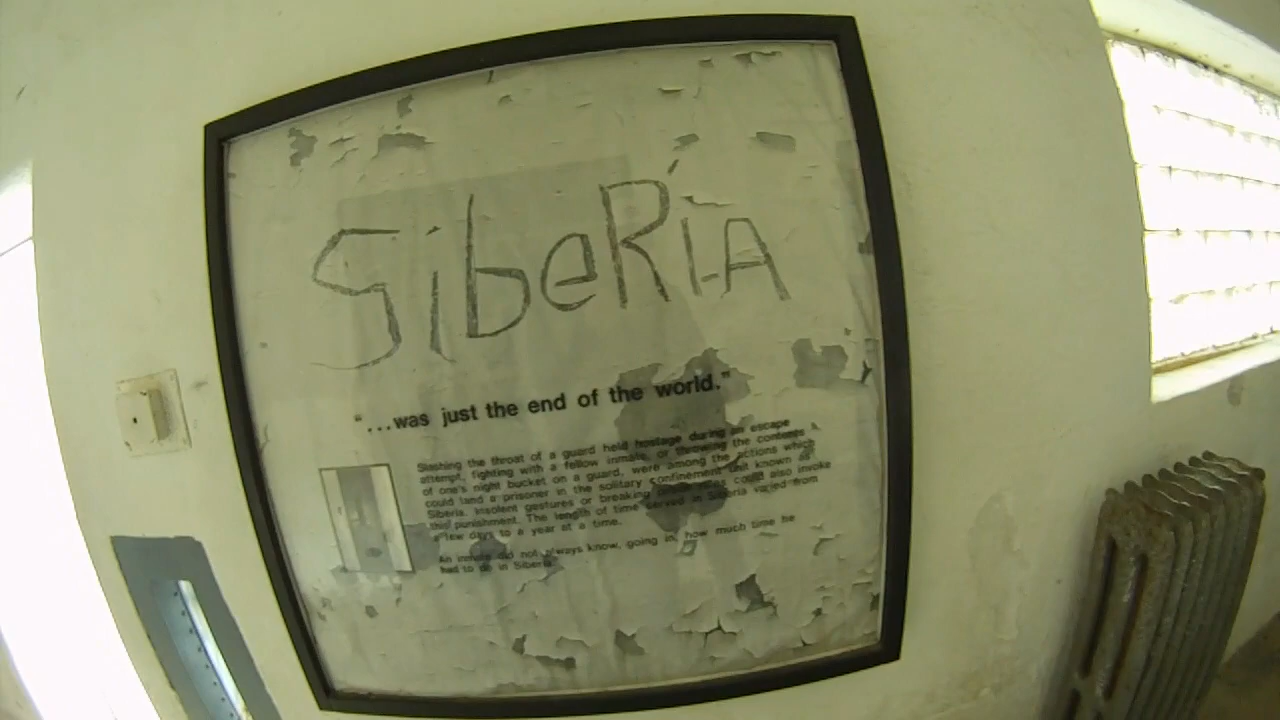 SibeRiA
"...was just the end of the world."
Slashing the throat of a guard held hostage during an escape
attempt, fighting with a fellow inmate, or throwing the contents
of one's night bucket on a guard, were among the actions which
could land a prisoner in the solitary confinement unit known as
Siberia. Insolent gestures or breaking could also invoke
this punishment. The length of time served in Siberia varied from
a few days to a year at a time.
An inmate did not always know, going in, how much time he
had to do in Siberia.